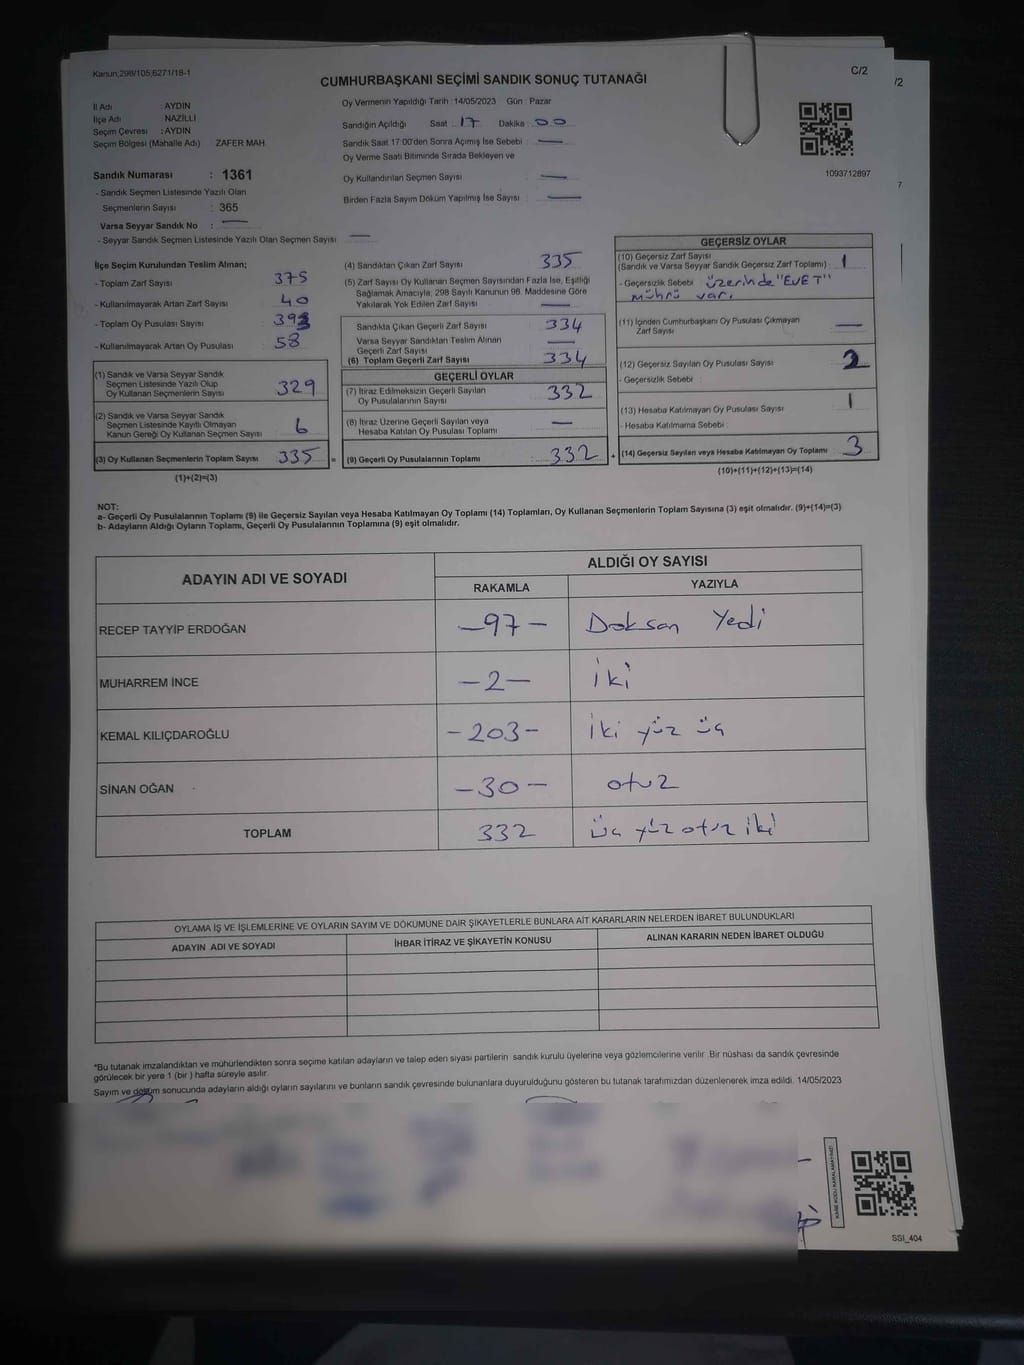 Kanun;298/105;6271/18-1
C/2
/2
CUMHURBAŞKANI SEÇİMİ SANDIK SONUÇ TUTANAĞI
İl Adı : AYDIN
İlçe Adı : NAZİLLİ
Seçim Çevresi : AYDIN
Seçim Bölgesi (Mahalle Adı) ZAFER MAH
Sandık Numarası : 1361
- Sandık Seçmen Listesinde Yazılı Olan
Seçmenlerin Sayısı : 365
Varsa Seyyar Sandık No : —
- Seyyar Sandık Seçmen Listesinde Yazılı Olan Seçmen Sayısı —
Oy Vermenin Yapıldığı Tarih : 14/05/2023 Gün : Pazar
Sandığın Açıldığı Saat : 17 Dakika : 00
Sandık Saat 17:00'den Sonra Açımış İse Sebebi : —
Oy Verme Saati Bitiminde Sırada Bekleyen ve
Oy Kullandırılan Seçmen Sayısı —
Birden Fazla Sayım Döküm Yapılmış İse Sayısı : —
1093712897
7
İlçe Seçim Kurulundan Teslim Alınan;
- Toplam Zarf Sayısı : 375
- Kullanılmayarak Artan Zarf Sayısı : 40
- Toplam Oy Pusulası Sayısı : 393
- Kullanılmayarak Artan Oy Pusulası : 58
(1) Sandık ve Varsa Seyyar Sandık
Seçmen Listesinde Yazılı Olup
Oy Kullanan Seçmenlerin Sayısı 329
(2) Sandık ve Varsa Seyyar Sandık
Seçmen Listesinde Kayıtlı Olmayan
Kanun Gereği Oy Kullanan Seçmen Sayısı 6
(3) Oy Kullanan Seçmenlerin Toplam Sayısı 335 =
(1)+(2)=(3)
(4) Sandıktan Çıkan Zarf Sayısı 335
(5) Zarf Sayısı Oy Kullanan Seçmen Sayısından Fazla İse, Eşitliği
Sağlamak Amacıyla; 298 Sayılı Kanunun 98. Maddesine Göre
Yakılarak Yok Edilen Zarf Sayısı —
Sandıkta Çıkan Geçerli Zarf Sayısı : 334
Varsa Seyyar Sandıktan Teslim Alınan
Geçerli Zarf Sayısı —
(6) Toplam Geçerli Zarf Sayısı : 334
GEÇERLİ OYLAR
(7) İtiraz Edilmeksizin Geçerli Sayılan
Oy Pusulalarının Sayısı : 332
(8) İtiraz Üzerine Geçerli Sayılan veya
Hesaba Katılan Oy Pusulası Toplamı : —
(9) Geçerli Oy Pusulalarının Toplamı : 332 +
GEÇERSİZ OYLAR
(10) Geçersiz Zarf Sayısı
(Sandık ve Varsa Seyyar Sandık Geçersiz Zarf Toplamı) : 1
- Geçersizlik Sebebi : üzerinde "EVET"
mührü var.
(11) İçinden Cumhurbaşkanı Oy Pusulası Çıkmayan
Zarf Sayısı —
(12) Geçersiz Sayılan Oy Pusulası Sayısı : 2
- Geçersizlik Sebebi :
(13) Hesaba Katılmayan Oy Pusulası Sayısı : 1
- Hesaba Katılmama Sebebi :
(14) Geçersiz Sayılan veya Hesaba Katılmayan Oy Toplamı : 3
(10)+(11)+(12)+(13)=(14)
NOT:
a- Geçerli Oy Pusulalarının Toplamı (9) ile Geçersiz Sayılan veya Hesaba Katılmayan Oy Toplamı (14) Toplamları, Oy Kullanan Seçmenlerin Toplam Sayısına (3) eşit olmalıdır. (9)+(14)=(3)
b- Adayların Aldığı Oyların Toplamı, Geçerli Oy Pusulalarının Toplamına (9) eşit olmalıdır.
ADAYIN ADI VE SOYADI ALDIĞI OY SAYISI
RAKAMLA YAZIYLA
RECEP TAYYİP ERDOĞAN -97- Doksan Yedi
MUHARREM İNCE -2- iki
KEMAL KILIÇDAROĞLU -203- iki yüz üç
SİNAN OĞAN -30- otuz
TOPLAM 332 üç yüz otuz iki
OYLAMA İŞ VE İŞLEMLERİNE VE OYLARIN SAYIM VE DÖKÜMÜNE DAİR ŞİKAYETLERLE BUNLARA AİT KARARLARIN NELERDEN İBARET BULUNDUKLARI
ADAYIN ADI VE SOYADI İHBAR İTİRAZ VE ŞİKAYETİN KONUSU ALINAN KARARIN NEDEN İBARET OLDUĞU
*Bu tutanak imzalandıktan ve mühürlendikten sonra seçime katılan adayların ve talep eden siyasi partilerin sandık kurulu üyelerine veya gözlemcilerine verilir. Bir nüshası da sandık çevresinde
görülecek bir yere 1 (bir) hafta süreyle asılır.
Sayım ve döküm sonucunda adayların aldığı oyların sayılarını ve bunların sandık çevresinde bulunanlara duyurulduğunu gösteren bu tutanak tarafımızdan düzenlenerek imza edildi. 14/05/2023
KARE KODU KARALAMAYINIZ!
SSI_404